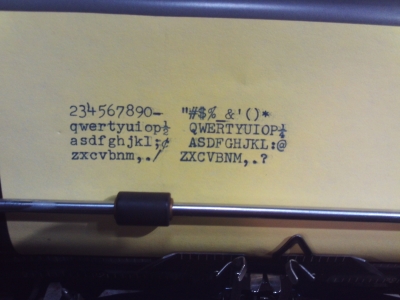 234567890-  "#$%_&'()*
qwertyuiop½  QWERTYUIOP¼
asdfghjkl;¢  ASDFGHJKL:@
zxcvbnm,./  ZXCVBNM,.?